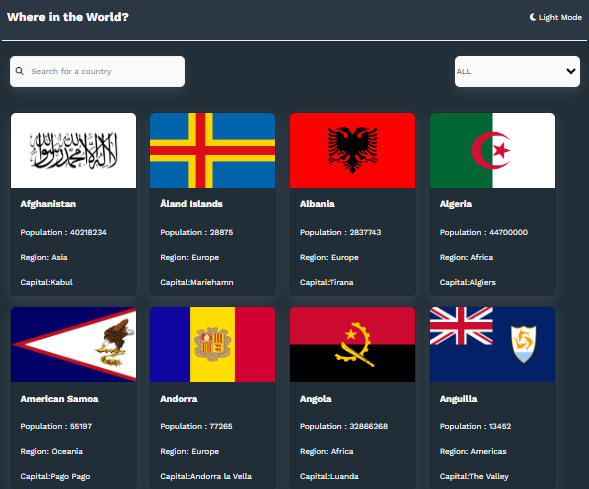 Where in the World?
Light Mode
Search for a country
ALL
لا إله إلا الله محمد رسول الله
Afghanistan
Population : 40218234
Region: Asia
Capital:Kabul
Åland Islands
Population : 28875
Region: Europe
Capital:Mariehamn
Albania
Population : 2837743
Region: Europe
Capital:Tirana
Algeria
Population : 44700000
Region: Africa
Capital:Algiers
American Samoa
Population : 55197
Region: Oceania
Capital:Pago Pago
Andorra
Population : 77265
Region: Europe
Capital:Andorra la Vella
Angola
Population : 32866268
Region: Africa
Capital:Luanda
Anguilla
Population : 13452
Region: Americas
Capital:The Valley